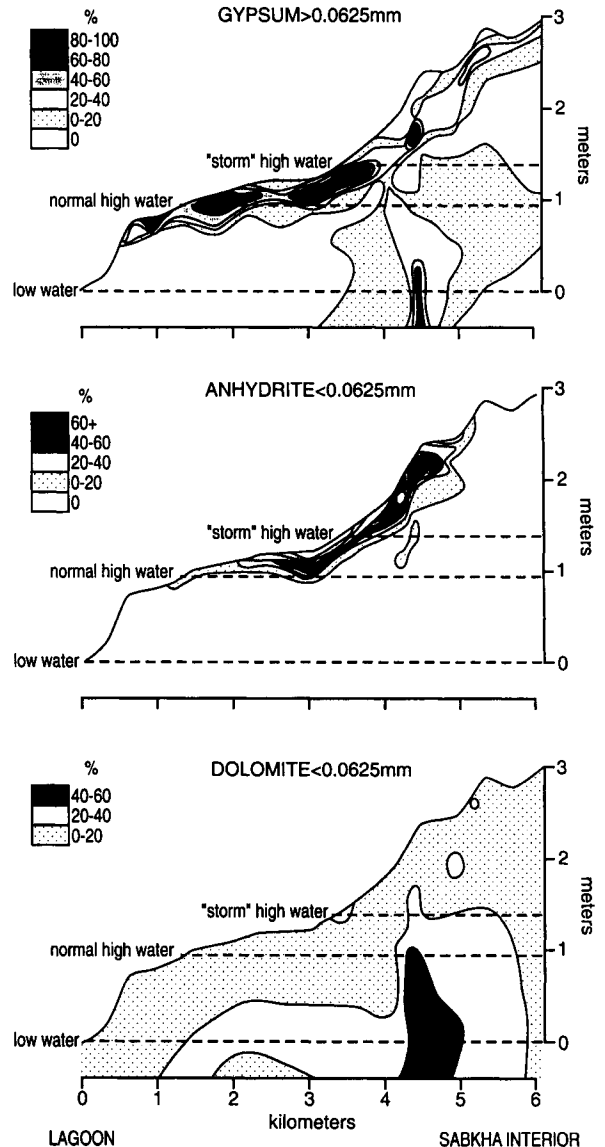 GYPSUM>0.0625mm
%
80-100
60-80
40-60
20-40
0-20
0
3
2
1
0
meters
"storm" high water
normal high water
low water
ANHYDRITE<0.0625mm
%
60+
40-60
20-40
0-20
0
3
2
1
0
meters
"storm" high water
normal high water
low water
DOLOMITE<0.0625mm
%
40-60
20-40
0-20
3
2
1
0
meters
"storm" high water
normal high water
low water
0 1 2 3 4 5 6
kilometers
LAGOON SABKHA INTERIOR